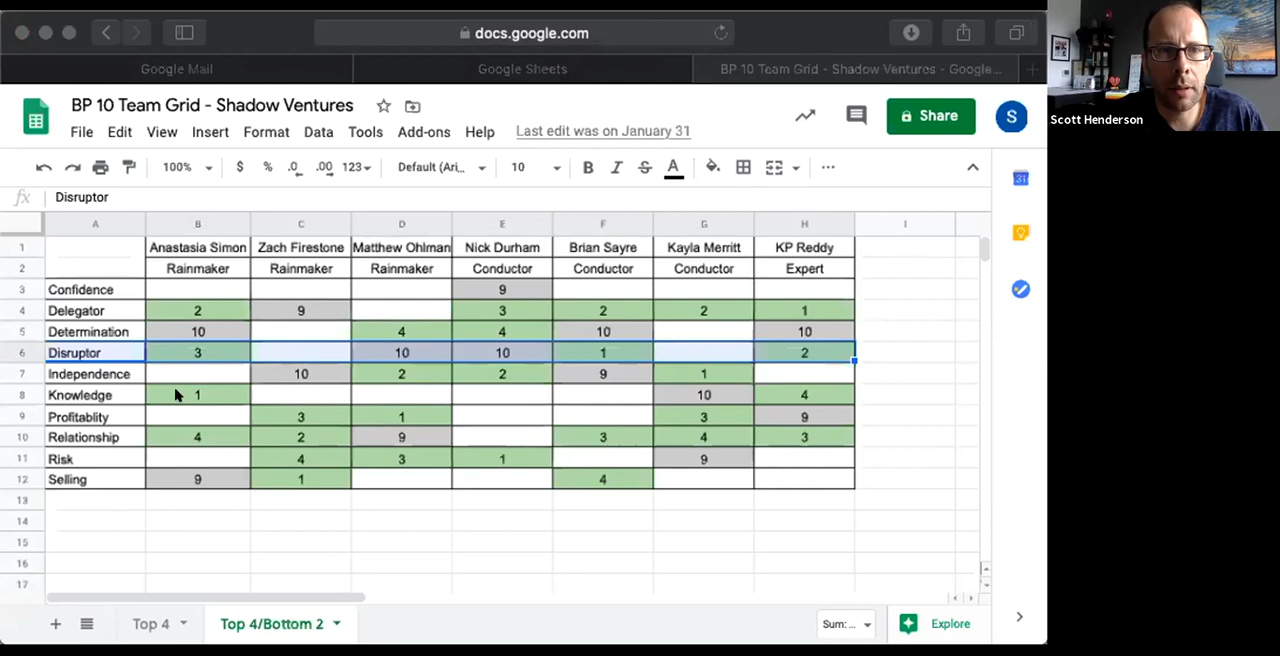 docs.google.com
Google Mail
Google Sheets
BP 10 Team Grid - Shadow Ventures - Google...
Scott Henderson
BP 10 Team Grid - Shadow Ventures
File Edit View Insert Format Data Tools Add-ons Help Last edit was on January 31
Share
S
100% $ % .0 .00 123 Default (Ari... 10 B I S A
fx Disruptor
A B C D E F G H I
1 Anastasia Simon Zach Firestone Matthew Ohlman Nick Durham Brian Sayre Kayla Merritt KP Reddy
2 Rainmaker Rainmaker Rainmaker Conductor Conductor Conductor Expert
3 Confidence 9
4 Delegator 2 9 3 2 2 1
5 Determination 10 4 4 10 10
6 Disruptor 3 10 10 1 2
7 Independence 10 2 2 9 1
8 Knowledge 1 10 4
9 Profitablity 3 1 3 9
10 Relationship 4 2 9 3 4 3
11 Risk 4 3 1 9
12 Selling 9 1 4
13
14
15
16
17
Top 4 Top 4/Bottom 2 Sum:... Explore
31